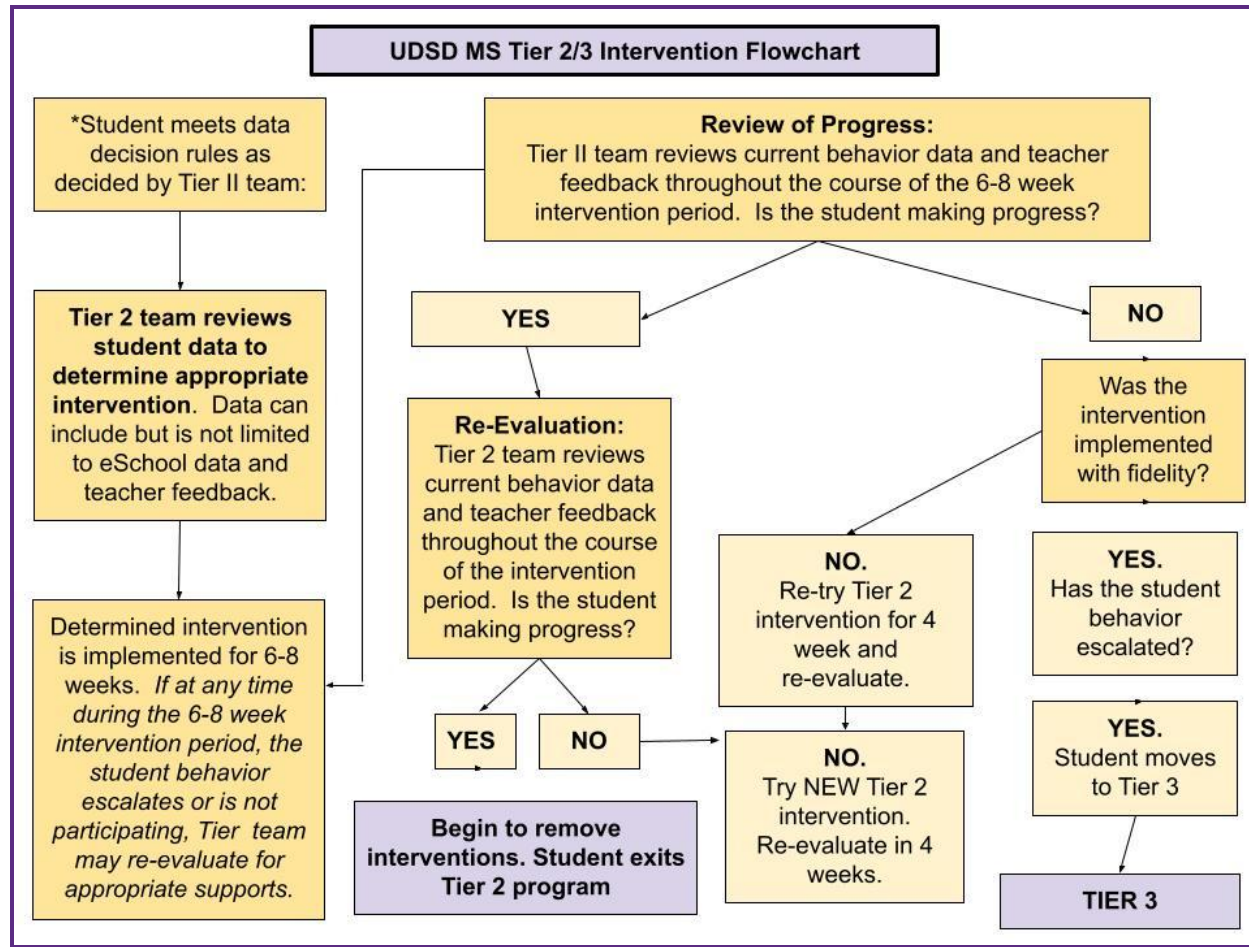 UDSD MS Tier 2/3 Intervention Flowchart
*Student meets data
decision rules as
decided by Tier II team:
Tier 2 team reviews
student data to
determine appropriate
intervention. Data can
include but is not limited
to eSchool data and
teacher feedback.
Determined intervention
is implemented for 6-8
weeks. If at any time
during the 6-8 week
intervention period, the
student behavior
escalates or is not
participating, Tier team
may re-evaluate for
appropriate supports.
Review of Progress:
Tier II team reviews current behavior data and teacher
feedback throughout the course of the 6-8 week
intervention period. Is the student making progress?
YES
Re-Evaluation:
Tier 2 team reviews
current behavior data
and teacher feedback
throughout the course
of the intervention
period. Is the student
making progress?
YES
NO
Begin to remove
interventions. Student exits
Tier 2 program
NO
Was the
intervention
implemented
with fidelity?
NO.
Re-try Tier 2
intervention for 4
week and
re-evaluate.
NO.
Try NEW Tier 2
intervention.
Re-evaluate in 4
weeks.
YES.
Has the student
behavior
escalated?
YES.
Student moves
to Tier 3
TIER 3